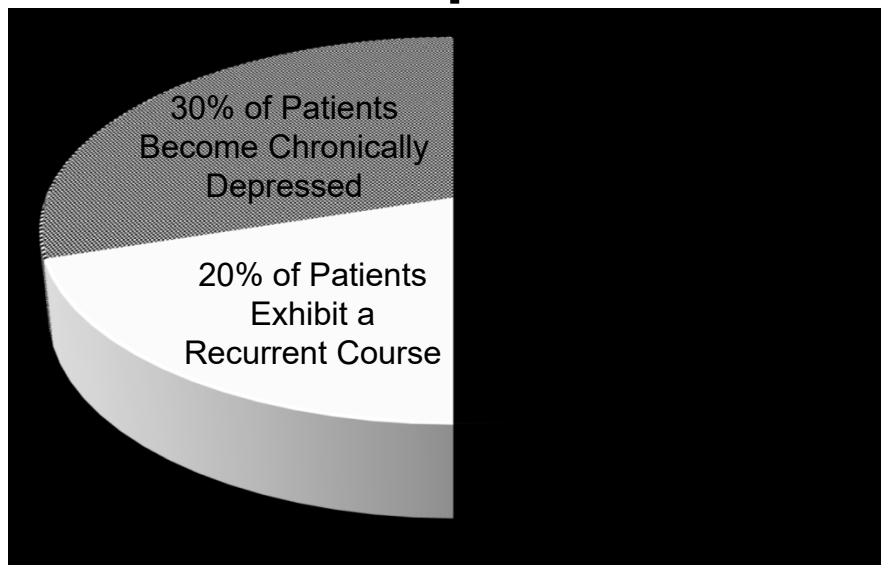 30% of Patients
Become Chronically
Depressed
20% of Patients
Exhibit a
Recurrent Course